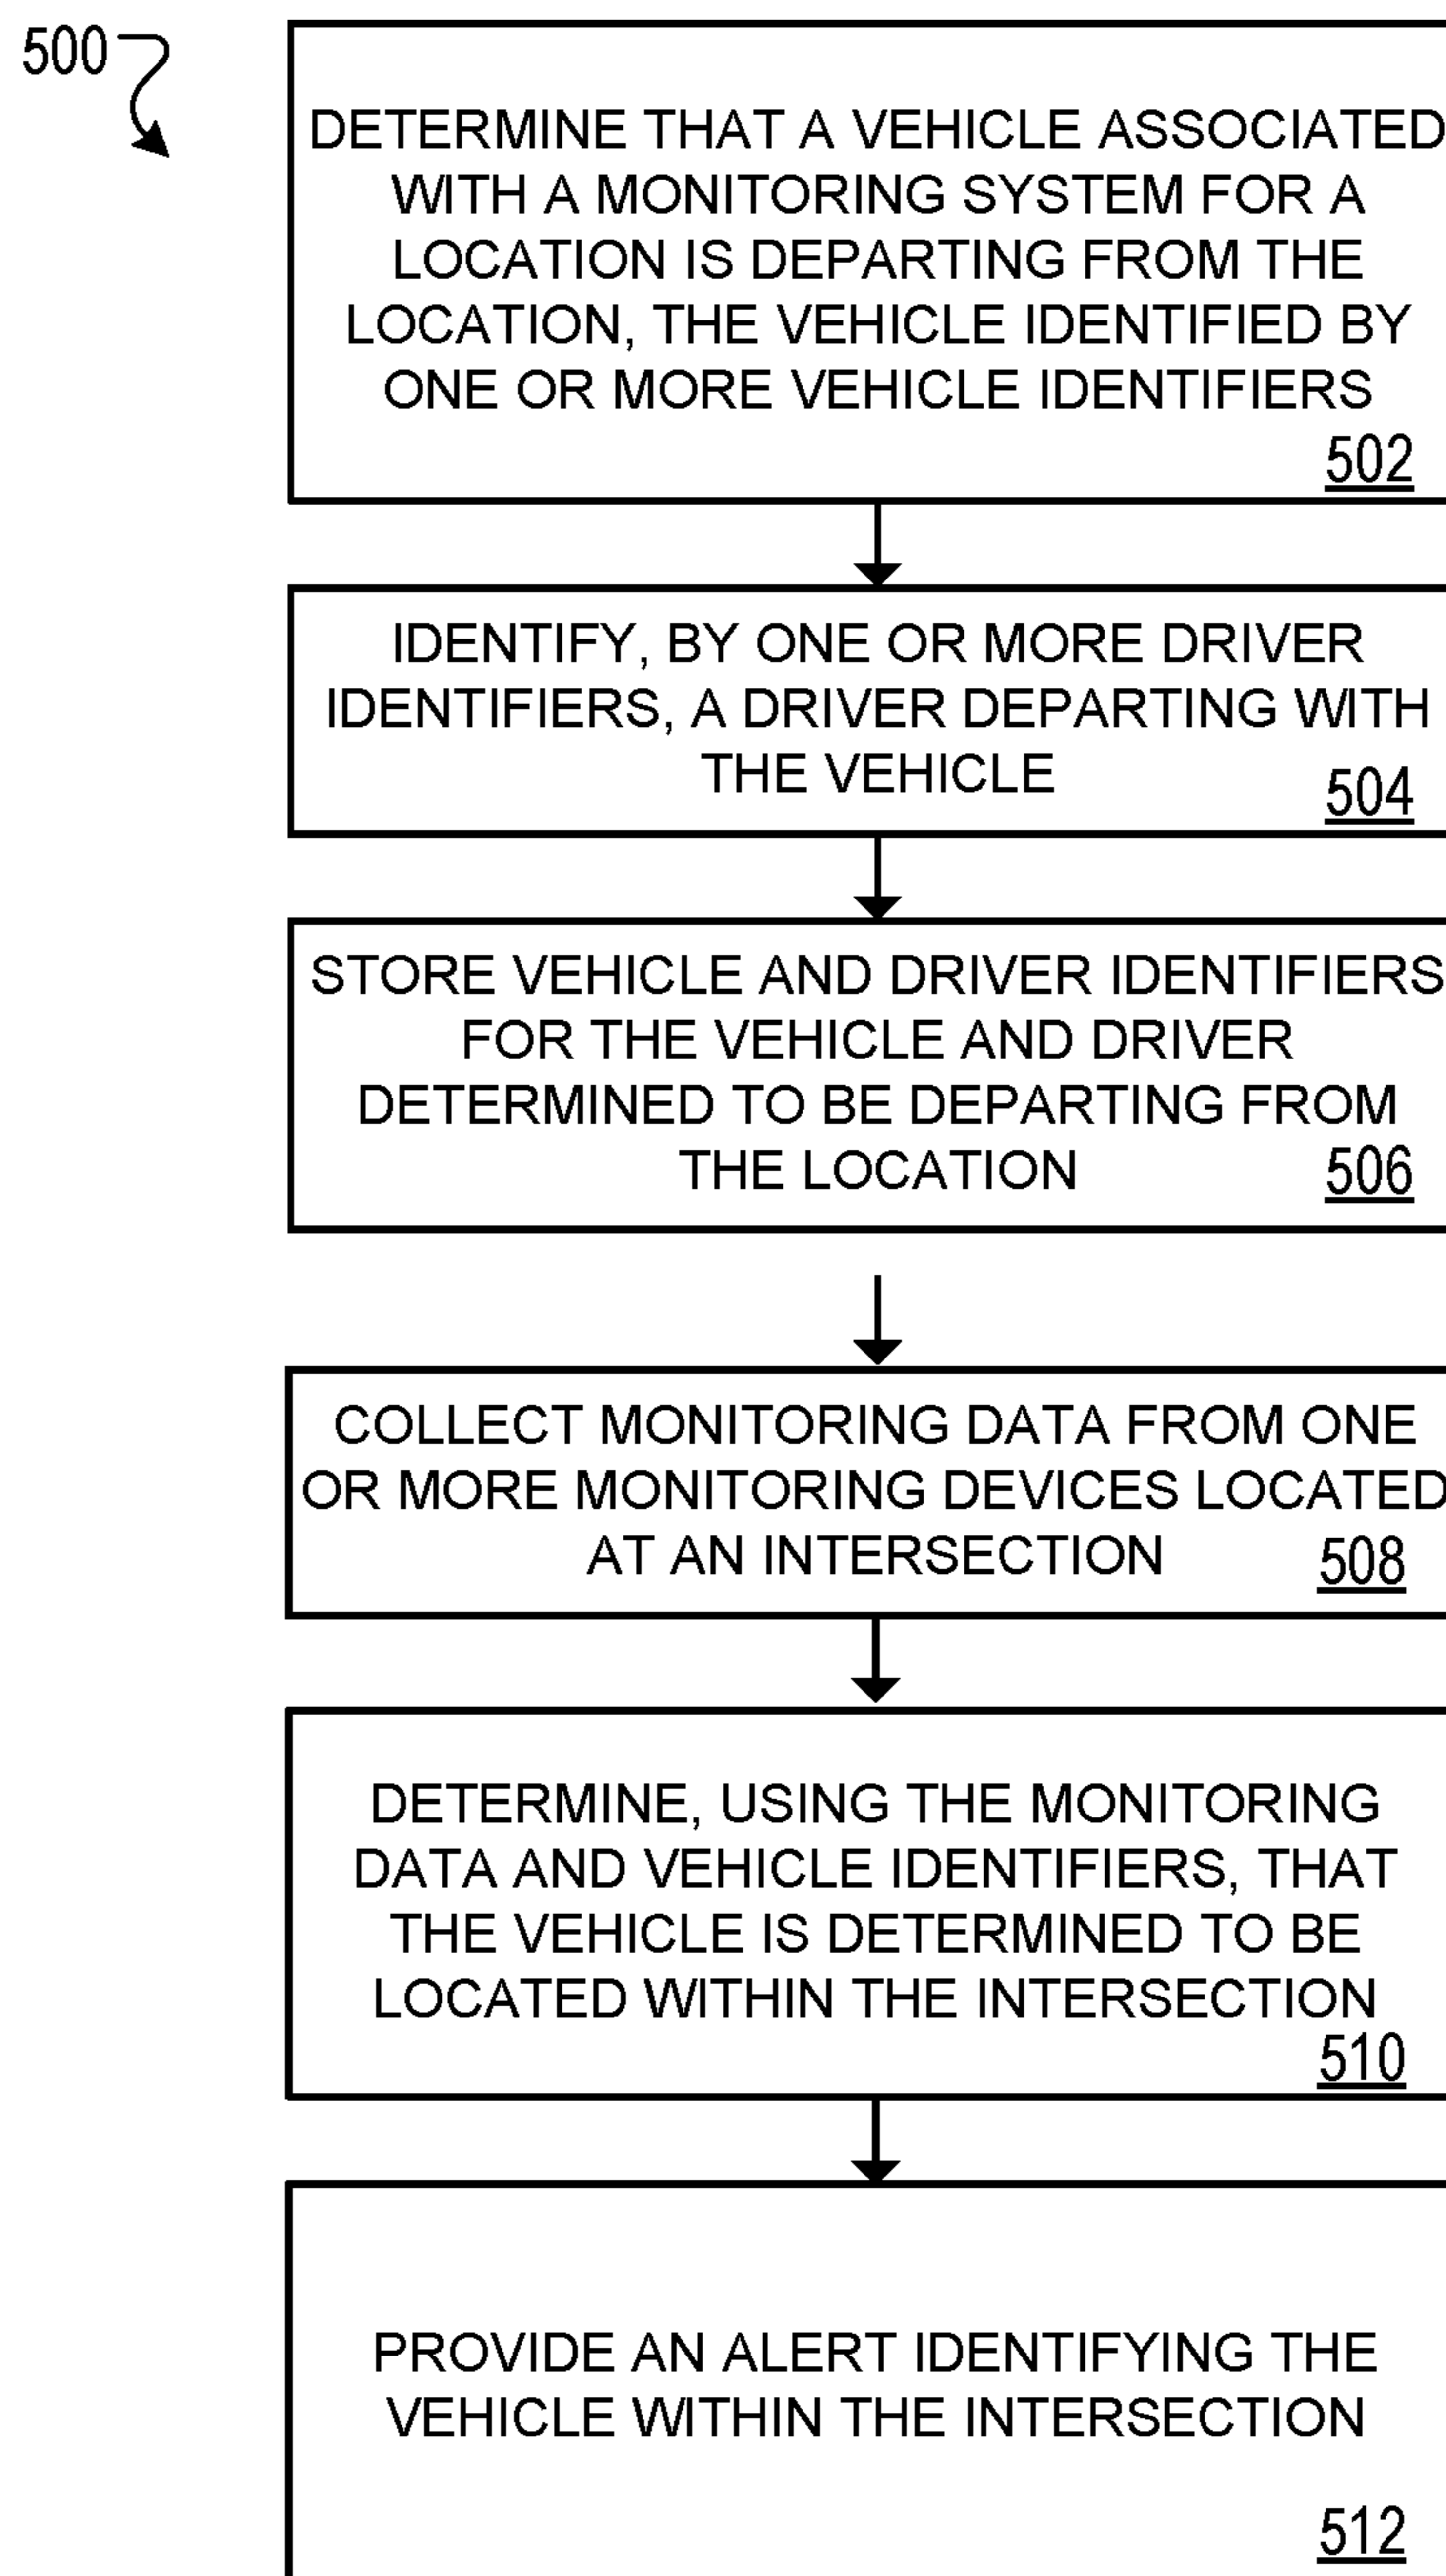 500
DETERMINE THAT A VEHICLE ASSOCIATED
WITH A MONITORING SYSTEM FOR A
LOCATION IS DEPARTING FROM THE
LOCATION, THE VEHICLE IDENTIFIED BY
ONE OR MORE VEHICLE IDENTIFIERS
502
IDENTIFY, BY ONE OR MORE DRIVER
IDENTIFIERS, A DRIVER DEPARTING WITH
THE VEHICLE
504
STORE VEHICLE AND DRIVER IDENTIFIERS
FOR THE VEHICLE AND DRIVER
DETERMINED TO BE DEPARTING FROM
THE LOCATION
506
COLLECT MONITORING DATA FROM ONE
OR MORE MONITORING DEVICES LOCATED
AT AN INTERSECTION
508
DETERMINE, USING THE MONITORING
DATA AND VEHICLE IDENTIFIERS, THAT
THE VEHICLE IS DETERMINED TO BE
LOCATED WITHIN THE INTERSECTION
510
PROVIDE AN ALERT IDENTIFYING THE
VEHICLE WITHIN THE INTERSECTION
512